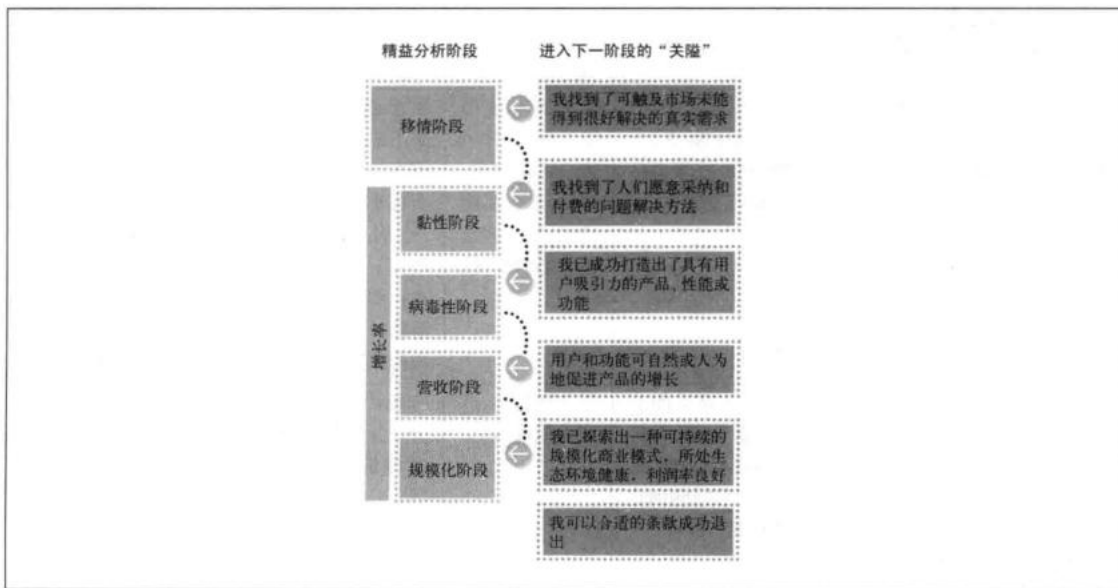 精益分析阶段
进入下一阶段的“关隘”
移情阶段
我找到了可触及市场未能
得到很好解决的真实需求
增长率
黏性阶段
我找到了人们愿意采纳和
付费的问题解决方法
病毒性阶段
我已成功打造出了具有用
户吸引力的产品、性能或
功能
营收阶段
用户和功能可自然或人为
地促进产品的增长
规模化阶段
我已探索出一种可持续的
规模化商业模式，所处生
态环境健康，利润率良好
我可以合适的条款成功退
出